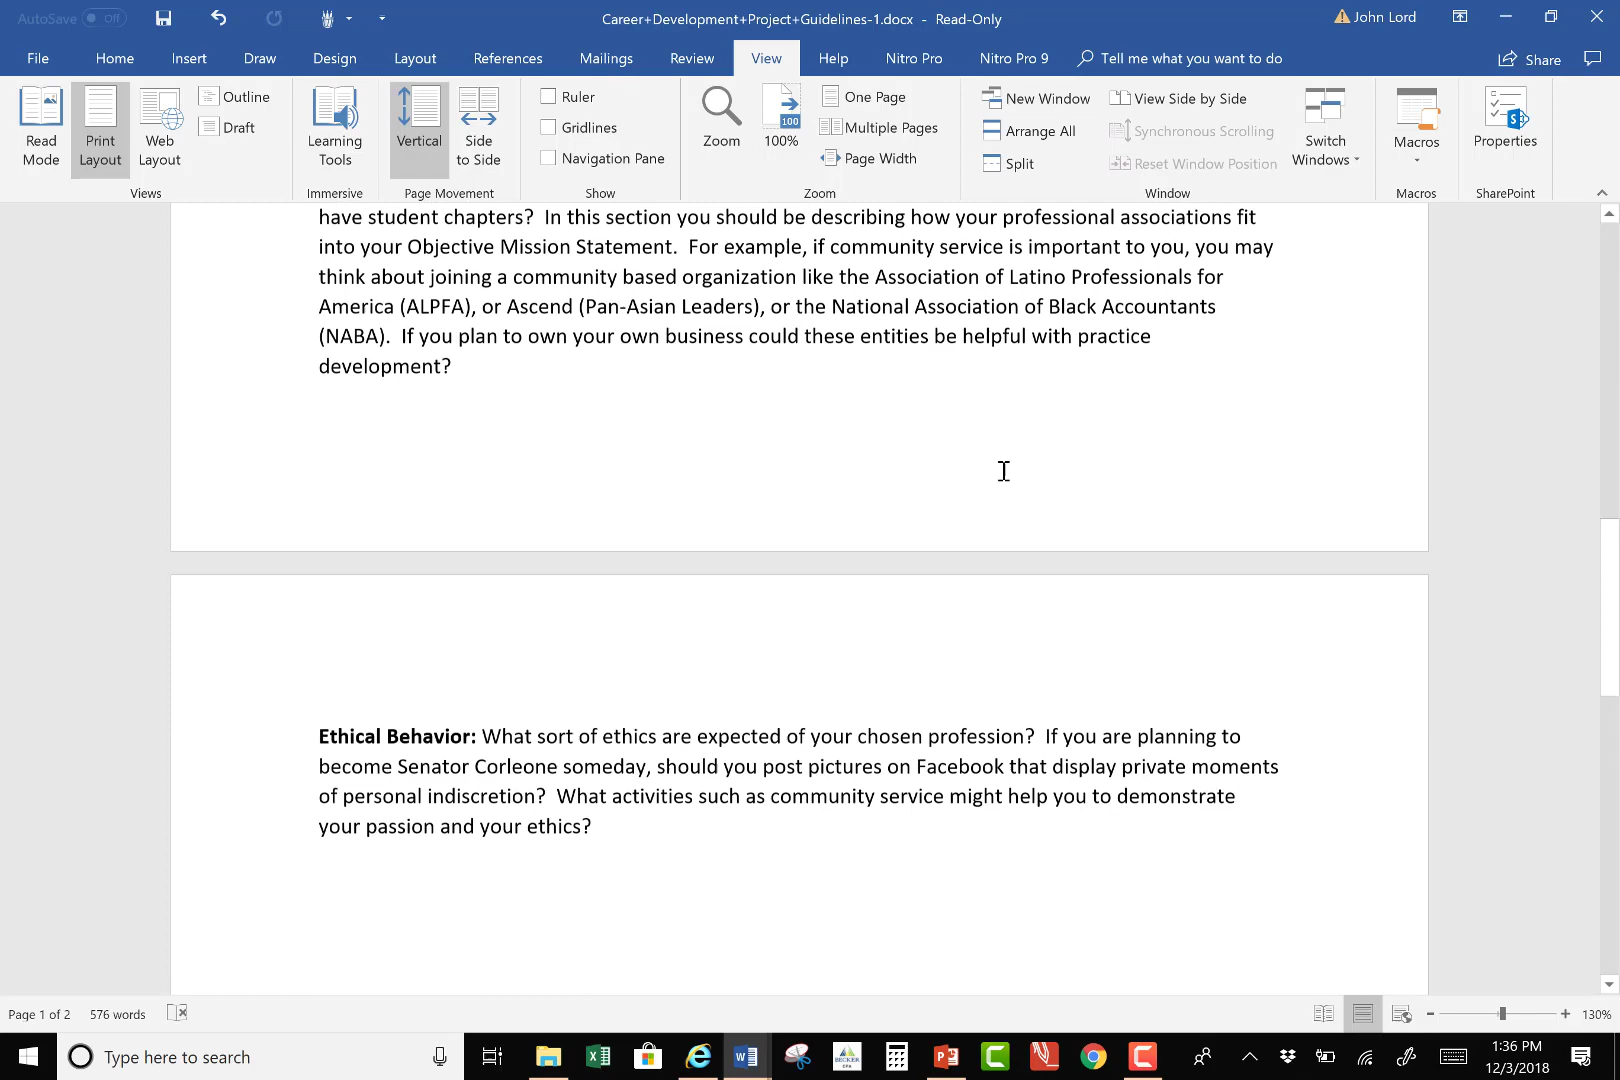 AutoSave Off
Career+Development+Project+Guidelines-1.docx - Read-Only
John Lord
File Home Insert Draw Design Layout References Mailings Review View Help Nitro Pro Nitro Pro 9 Tell me what you want to do Share
Read Mode
Print Layout
Web Layout
Outline
Draft
Views
Learning Tools
Immersive
Vertical
Side to Side
Page Movement
Ruler
Gridlines
Navigation Pane
Show
Zoom
100
100%
One Page
Multiple Pages
Page Width
Zoom
New Window
Arrange All
Split
View Side by Side
Synchronous Scrolling
Reset Window Position
Switch Windows
Window
Macros
Macros
Properties
SharePoint
have student chapters? In this section you should be describing how your professional associations fit
into your Objective Mission Statement. For example, if community service is important to you, you may
think about joining a community based organization like the Association of Latino Professionals for
America (ALPFA), or Ascend (Pan-Asian Leaders), or the National Association of Black Accountants
(NABA). If you plan to own your own business could these entities be helpful with practice
development?
Ethical Behavior: What sort of ethics are expected of your chosen profession? If you are planning to
become Senator Corleone someday, should you post pictures on Facebook that display private moments
of personal indiscretion? What activities such as community service might help you to demonstrate
your passion and your ethics?
Page 1 of 2 576 words 130%
Type here to search
1:36 PM
12/3/2018